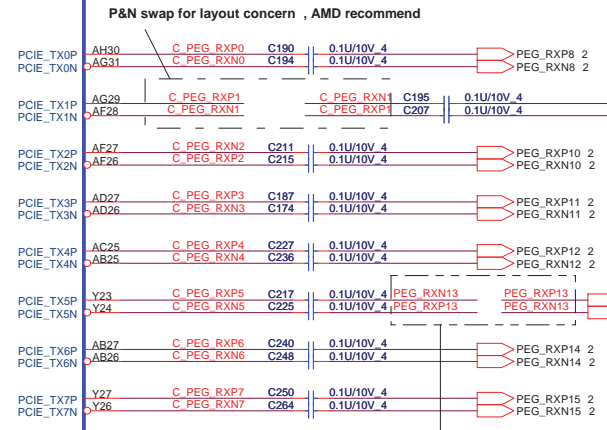 P&N swap for layout concern , AMD recommend
PCIE_TX0P AH30 C_PEG_RXP0 C190 0.1U/10V_4 PEG_RXP8 2
PCIE_TX0N AG31 C_PEG_RXN0 C194 0.1U/10V_4 PEG_RXN8 2
PCIE_TX1P AG29 C_PEG_RXP1 C_PEG_RXN1 C195 0.1U/10V_4
PCIE_TX1N AF28 C_PEG_RXN1 C_PEG_RXP1 C207 0.1U/10V_4
PCIE_TX2P AF27 C_PEG_RXN2 C211 0.1U/10V_4 PEG_RXP10 2
PCIE_TX2N AF26 C_PEG_RXP2 C215 0.1U/10V_4 PEG_RXN10 2
PCIE_TX3P AD27 C_PEG_RXP3 C187 0.1U/10V_4 PEG_RXP11 2
PCIE_TX3N AD26 C_PEG_RXN3 C174 0.1U/10V_4 PEG_RXN11 2
PCIE_TX4P AC25 C_PEG_RXP4 C227 0.1U/10V_4 PEG_RXP12 2
PCIE_TX4N AB25 C_PEG_RXN4 C236 0.1U/10V_4 PEG_RXN12 2
PCIE_TX5P Y23 C_PEG_RXP5 C217 0.1U/10V_4 PEG_RXN13 PEG_RXP13
PCIE_TX5N Y24 C_PEG_RXN5 C225 0.1U/10V_4 PEG_RXP13 PEG_RXN13
PCIE_TX6P AB27 C_PEG_RXP6 C240 0.1U/10V_4 PEG_RXP14 2
PCIE_TX6N AB26 C_PEG_RXN6 C248 0.1U/10V_4 PEG_RXN14 2
PCIE_TX7P Y27 C_PEG_RXP7 C250 0.1U/10V_4 PEG_RXP15 2
PCIE_TX7N Y26 C_PEG_RXN7 C264 0.1U/10V_4 PEG_RXN15 2